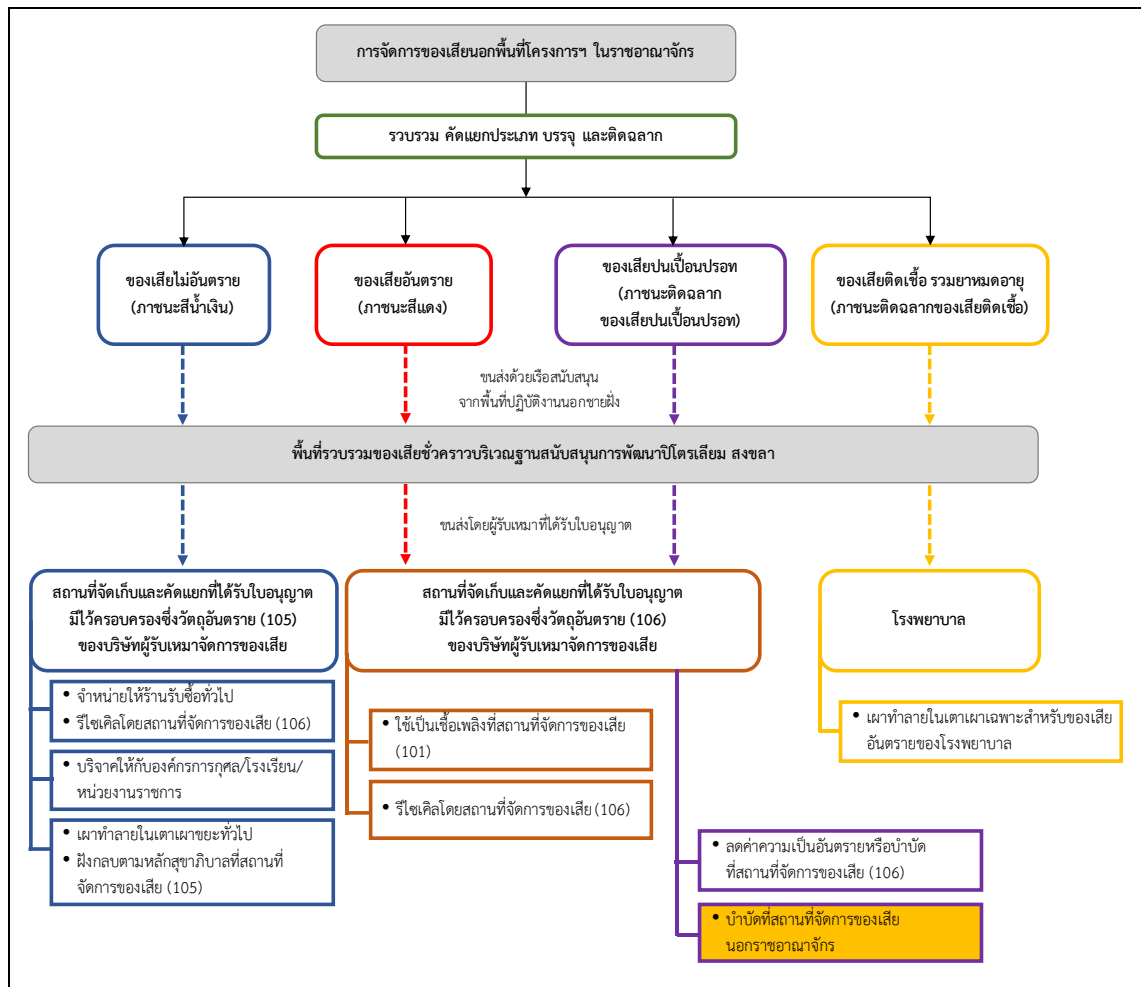 การจัดการของเสียนอกพื้นที่โครงการฯ ในราชอาณาจักร
รวบรวม คัดแยกประเภท บรรจุ และติดฉลาก
ของเสียไม่อันตราย
(ภาชนะสีน้ำเงิน)
ของเสียอันตราย
(ภาชนะสีแดง)
ของเสียปนเปื้อนปรอท
(ภาชนะติดฉลาก
ของเสียปนเปื้อนปรอท)
ของเสียติดเชื้อ รวมยาหมดอายุ
(ภาชนะติดฉลากของเสียติดเชื้อ)
ขนส่งด้วยเรือสนับสนุน
จากพื้นที่ปฏิบัติงานนอกชายฝั่ง
พื้นที่รวบรวมของเสียชั่วคราวบริเวณฐานสนับสนุนการพัฒนาปิโตรเลียม สงขลา
ขนส่งโดยผู้รับเหมาที่ได้รับใบอนุญาต
สถานที่จัดเก็บและคัดแยกที่ได้รับใบอนุญาต
มีไว้ครอบครองซึ่งวัตถุอันตราย (105)
ของบริษัทผู้รับเหมาจัดการของเสีย
• จำหน่ายให้ร้านรับซื้อทั่วไป
• รีไซเคิลโดยสถานที่จัดการของเสีย (106)
• บริจาคให้กับองค์กรการกุศล/โรงเรียน/
หน่วยงานราชการ
• เผาทำลายในเตาเผาขยะทั่วไป
• ฝังกลบตามหลักสุขาภิบาลที่สถานที่
จัดการของเสีย (105)
สถานที่จัดเก็บและคัดแยกที่ได้รับใบอนุญาต
มีไว้ครอบครองซึ่งวัตถุอันตราย (106)
ของบริษัทผู้รับเหมาจัดการของเสีย
• ใช้เป็นเชื้อเพลิงที่สถานที่จัดการของเสีย
(101)
• รีไซเคิลโดยสถานที่จัดการของเสีย (106)
• ลดค่าความเป็นอันตรายหรือบำบัด
ที่สถานที่จัดการของเสีย (106)
• บำบัดที่สถานที่จัดการของเสีย
นอกราชอาณาจักร
โรงพยาบาล
• เผาทำลายในเตาเผาเฉพาะสำหรับของเสีย
อันตรายของโรงพยาบาล